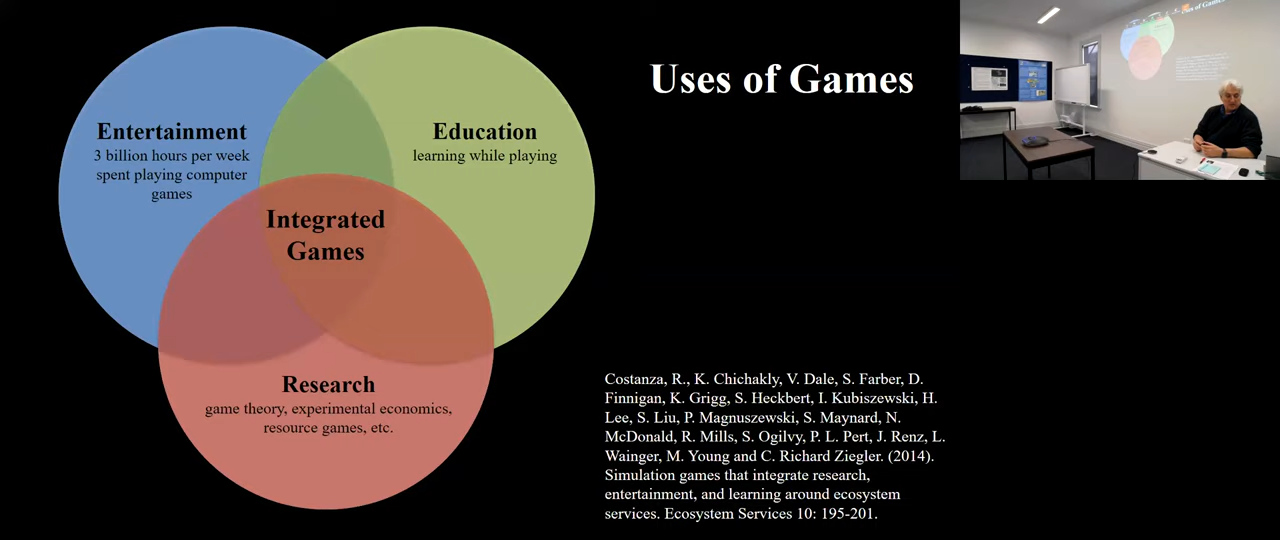 Uses of Games
Entertainment
3 billion hours per week
spent playing computer
games
Education
learning while playing
Integrated
Games
Research
game theory, experimental economics,
resource games, etc.
Costanza, R., K. Chichakly, V. Dale, S. Farber, D.
Finnigan, K. Grigg, S. Heckbert, I. Kubiszewski, H.
Lee, S. Liu, P. Magnuszewski, S. Maynard, N.
McDonald, R. Mills, S. Ogilvy, P. L. Pert, J. Renz, L.
Wainger, M. Young and C. Richard Ziegler. (2014).
Simulation games that integrate research,
entertainment, and learning around ecosystem
services. Ecosystem Services 10: 195-201.
Uses of Games